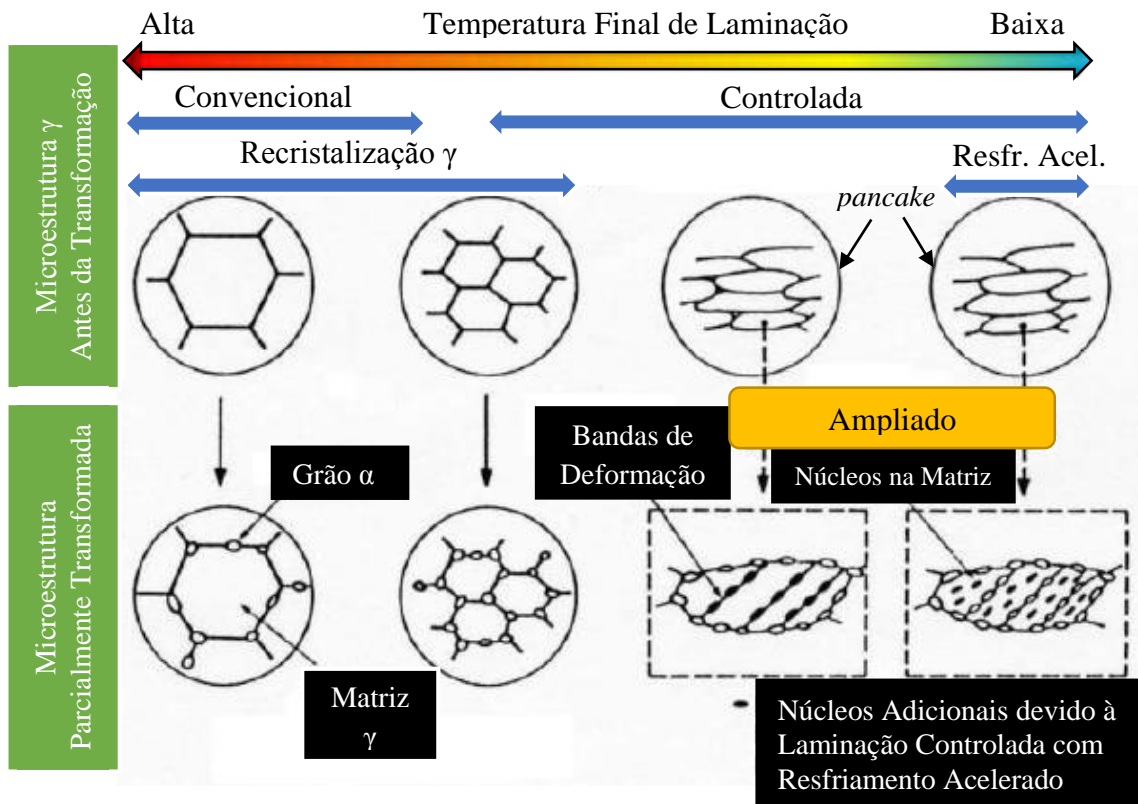 Alta
Temperatura Final de Laminação
Baixa
Convencional
Controlada
Recristalização γ
Resfr. Acel.
pancake
Microestrutura γ
Antes da Transformação
Ampliado
Bandas de
Deformação
Núcleos na Matriz
Grão α
Microestrutura
Parcialmente Transformada
Matriz
γ
Núcleos Adicionais devido à
Laminação Controlada com
Resfriamento Acelerado